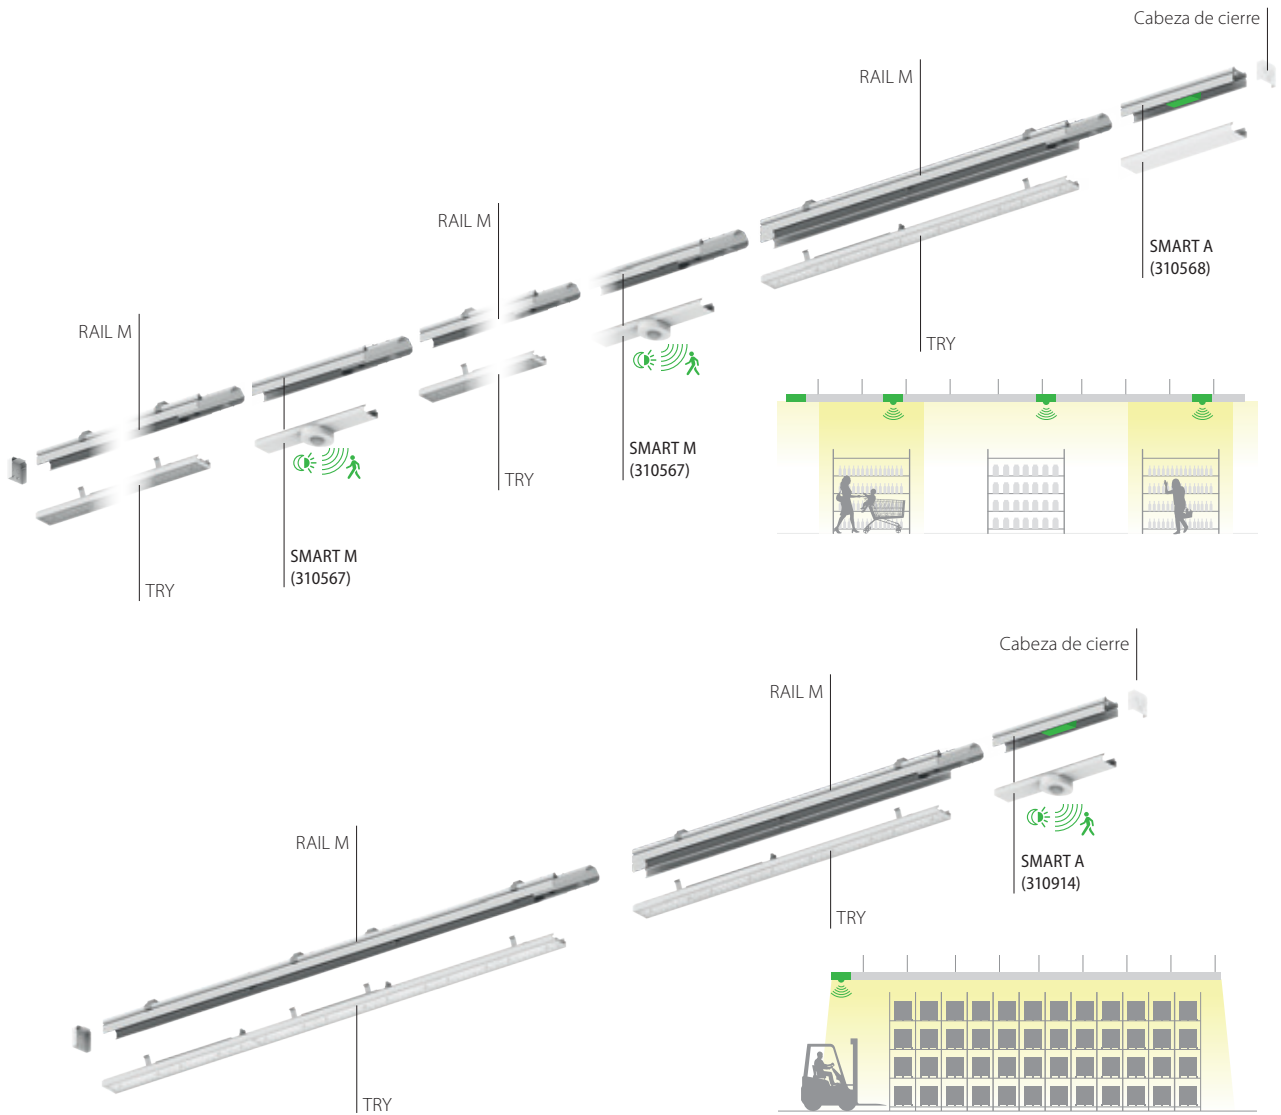 Cabeza de cierre
RAIL M
RAIL M
SMART A
(310568)
RAIL M
TRY
SMART M
(310567)
TRY
SMART M
(310567)
TRY
Cabeza de cierre
RAIL M
RAIL M
SMART A
(310914)
TRY
TRY